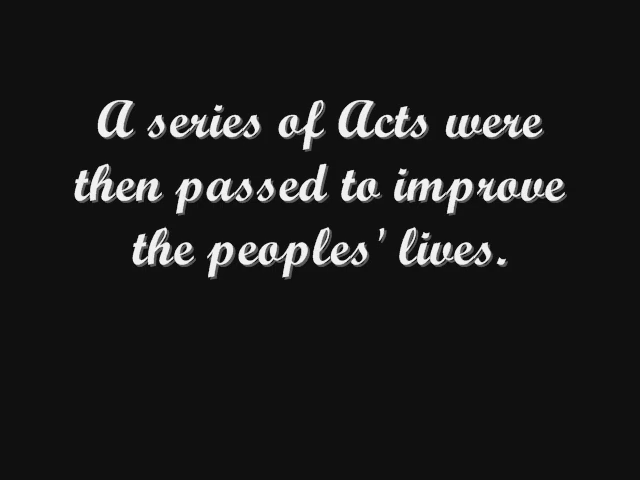 A series of Acts were
then passed to improve
the peoples' lives.